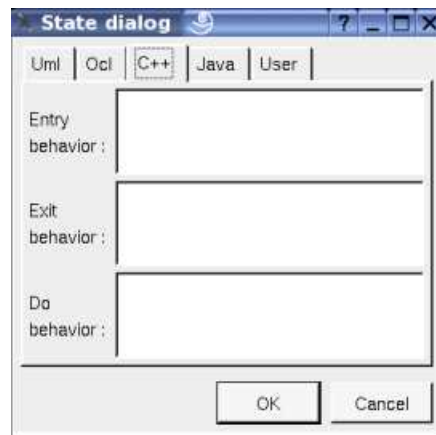 State dialog
Uml Ocl C++ Java User
Entry
behavior :
Exit
behavior :
Do
behavior :
OK Cancel